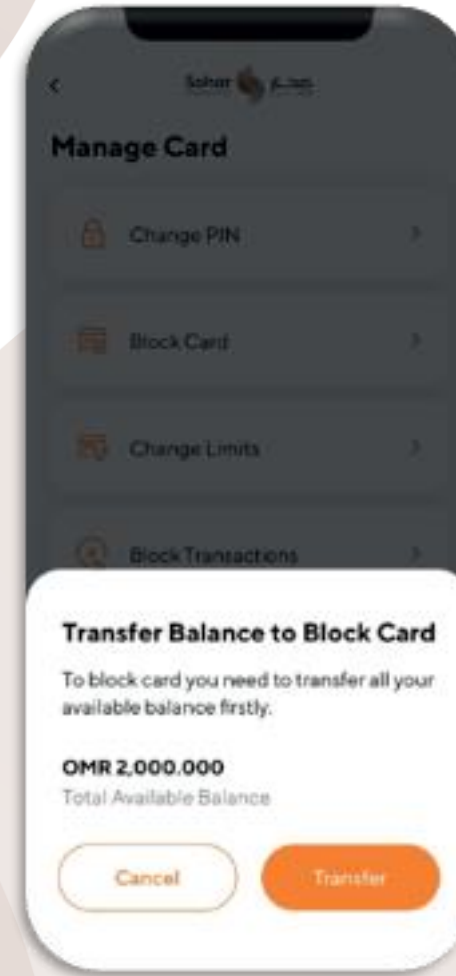 Sohar
Manage Card
Change PIN
Block Card
Change Limits
Block Transactions
Transfer Balance to Block Card
To block card you need to transfer all your
available balance firstly.
OMR 2,000.000
Total Available Balance
Cancel
Transfer